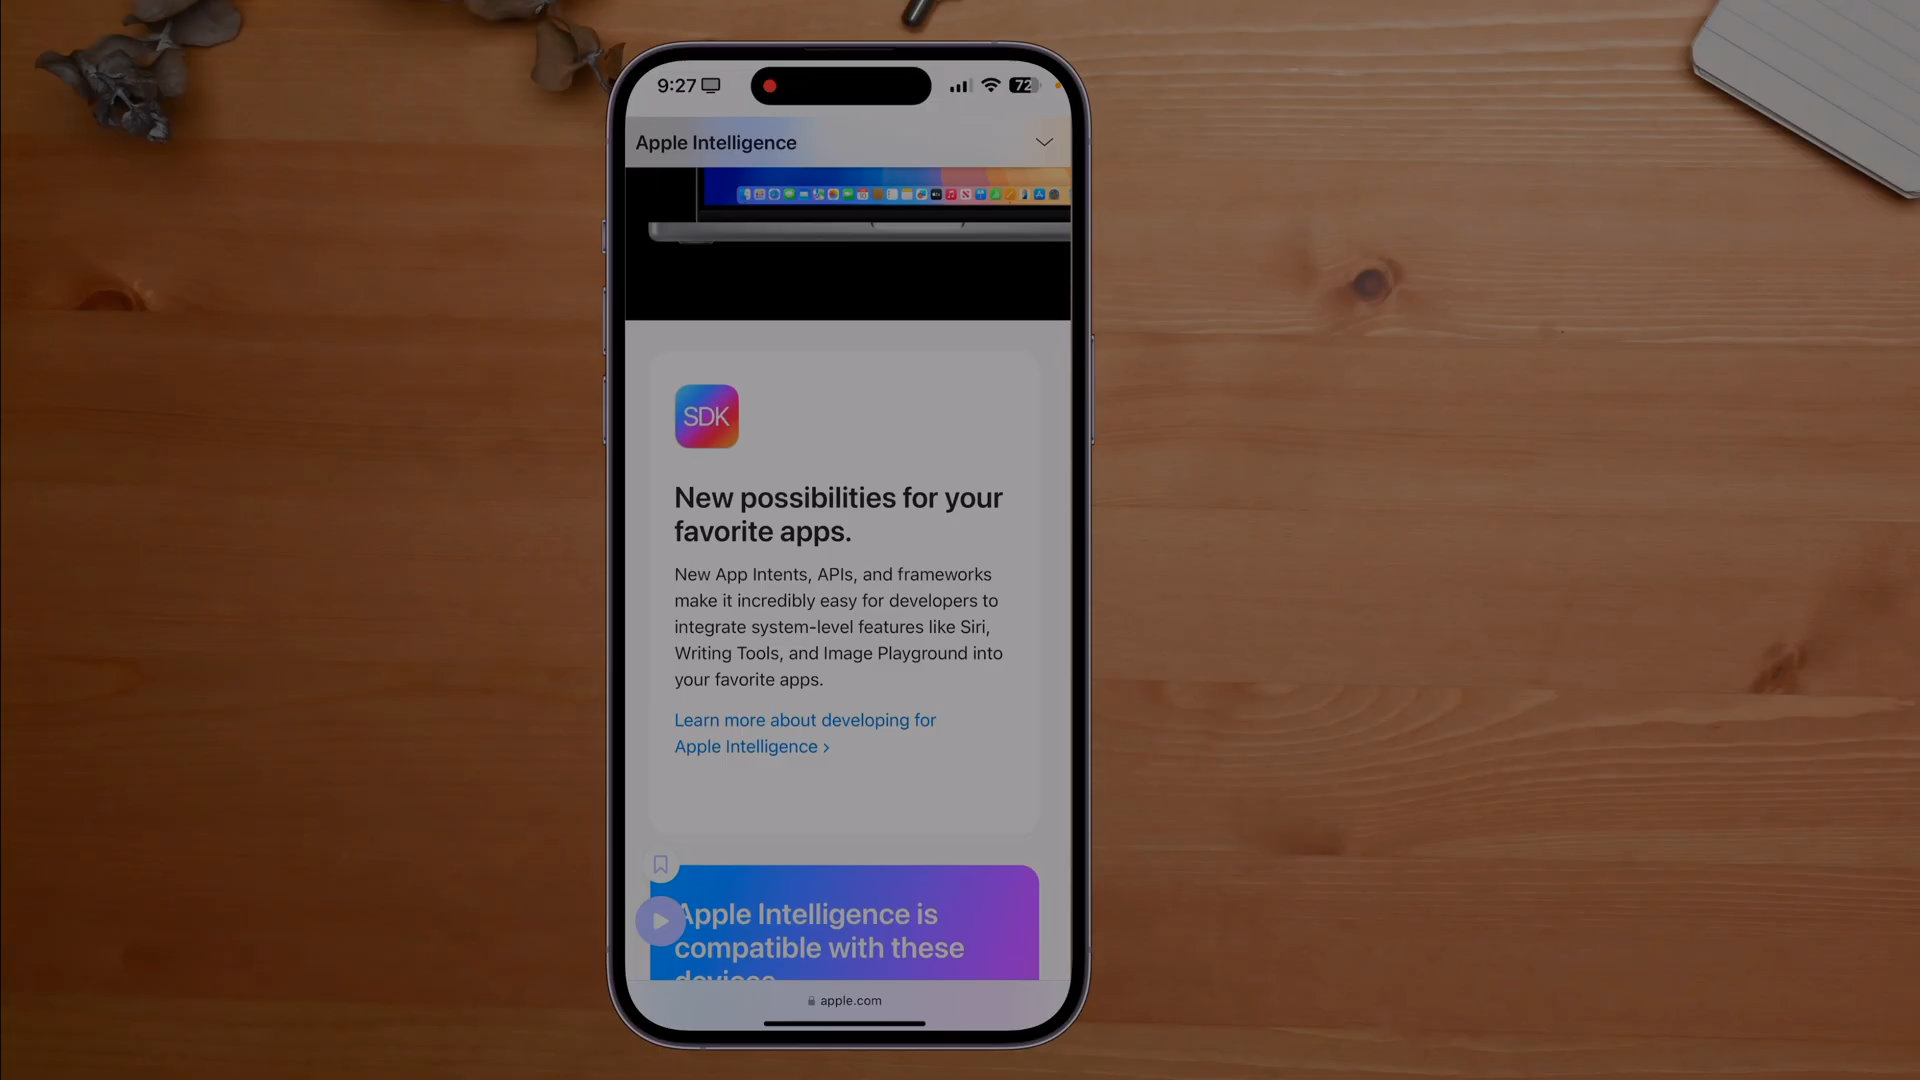 9:27
72
Apple Intelligence
SDK
New possibilities for your
favorite apps.
New App Intents, APIs, and frameworks
make it incredibly easy for developers to
integrate system-level features like Siri,
Writing Tools, and Image Playground into
your favorite apps.
Learn more about developing for
Apple Intelligence ›
Apple Intelligence is
compatible with these
devices
apple.com